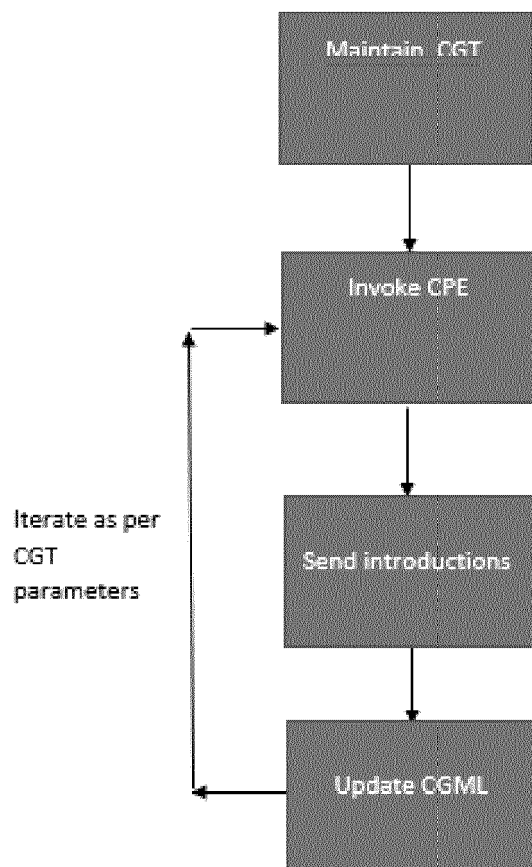 Maintain CGT
Invoke CPE
Iterate as per
CGT
parameters
Send introductions
Update CGML